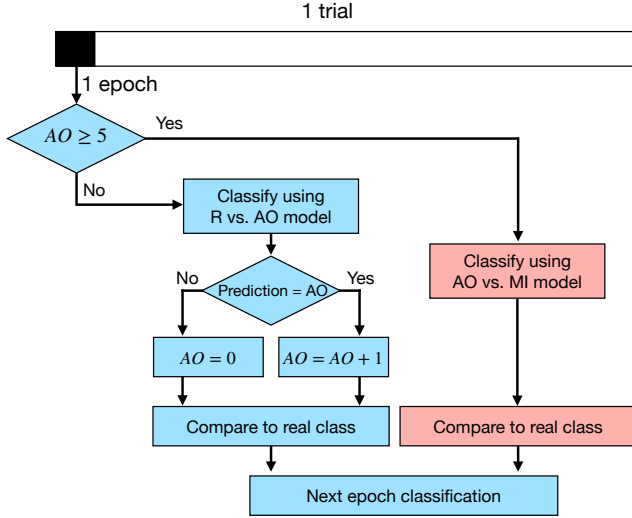 1 trial
1 epoch
AO ≥ 5
Yes
No
Classify using
R vs. AO model
Classify using
AO vs. MI model
No
Yes
Prediction = AO
AO = 0
AO = AO + 1
Compare to real class
Compare to real class
Next epoch classification